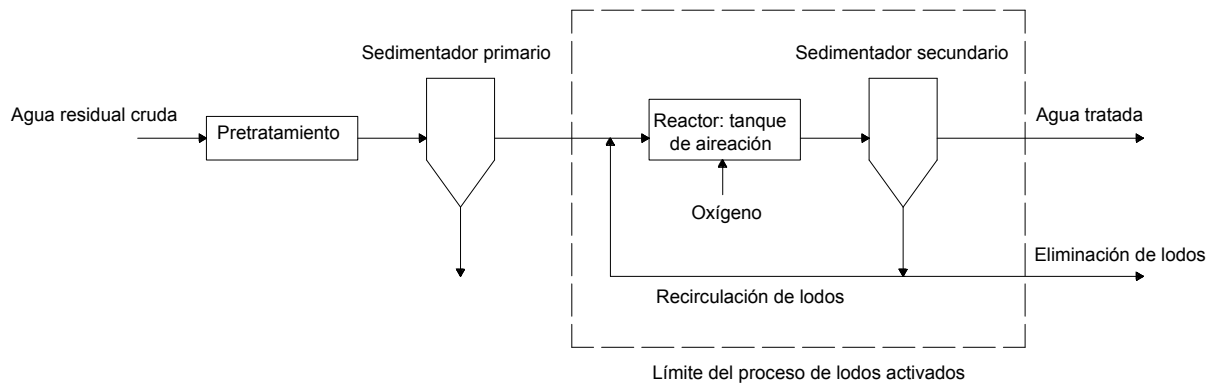 Sedimentador primario
Sedimentador secundario
Agua residual cruda
Pretratamiento
Reactor: tanque
de aireación
Agua tratada
Oxígeno
Eliminación de lodos
Recirculación de lodos
Límite del proceso de lodos activados